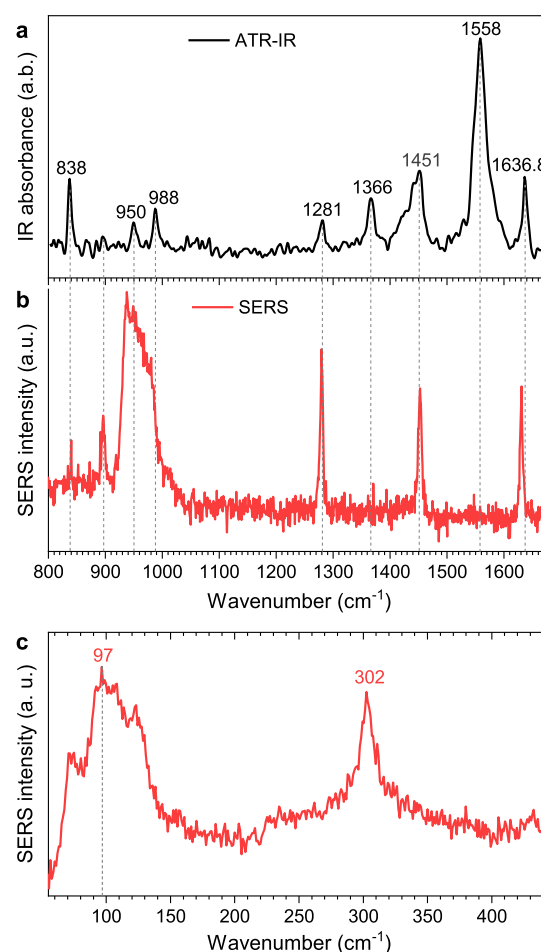 a
ATR-IR
1558
838
950
988
1281
1366
1451
1636.8
IR absorbance (a.b.)
b
SERS
SERS intensity (a.u.)
800 900 1000 1100 1200 1300 1400 1500 1600
Wavenumber (cm-1)
c
97
302
SERS intensity (a. u.)
100 150 200 250 300 350 400
Wavenumber (cm-1)